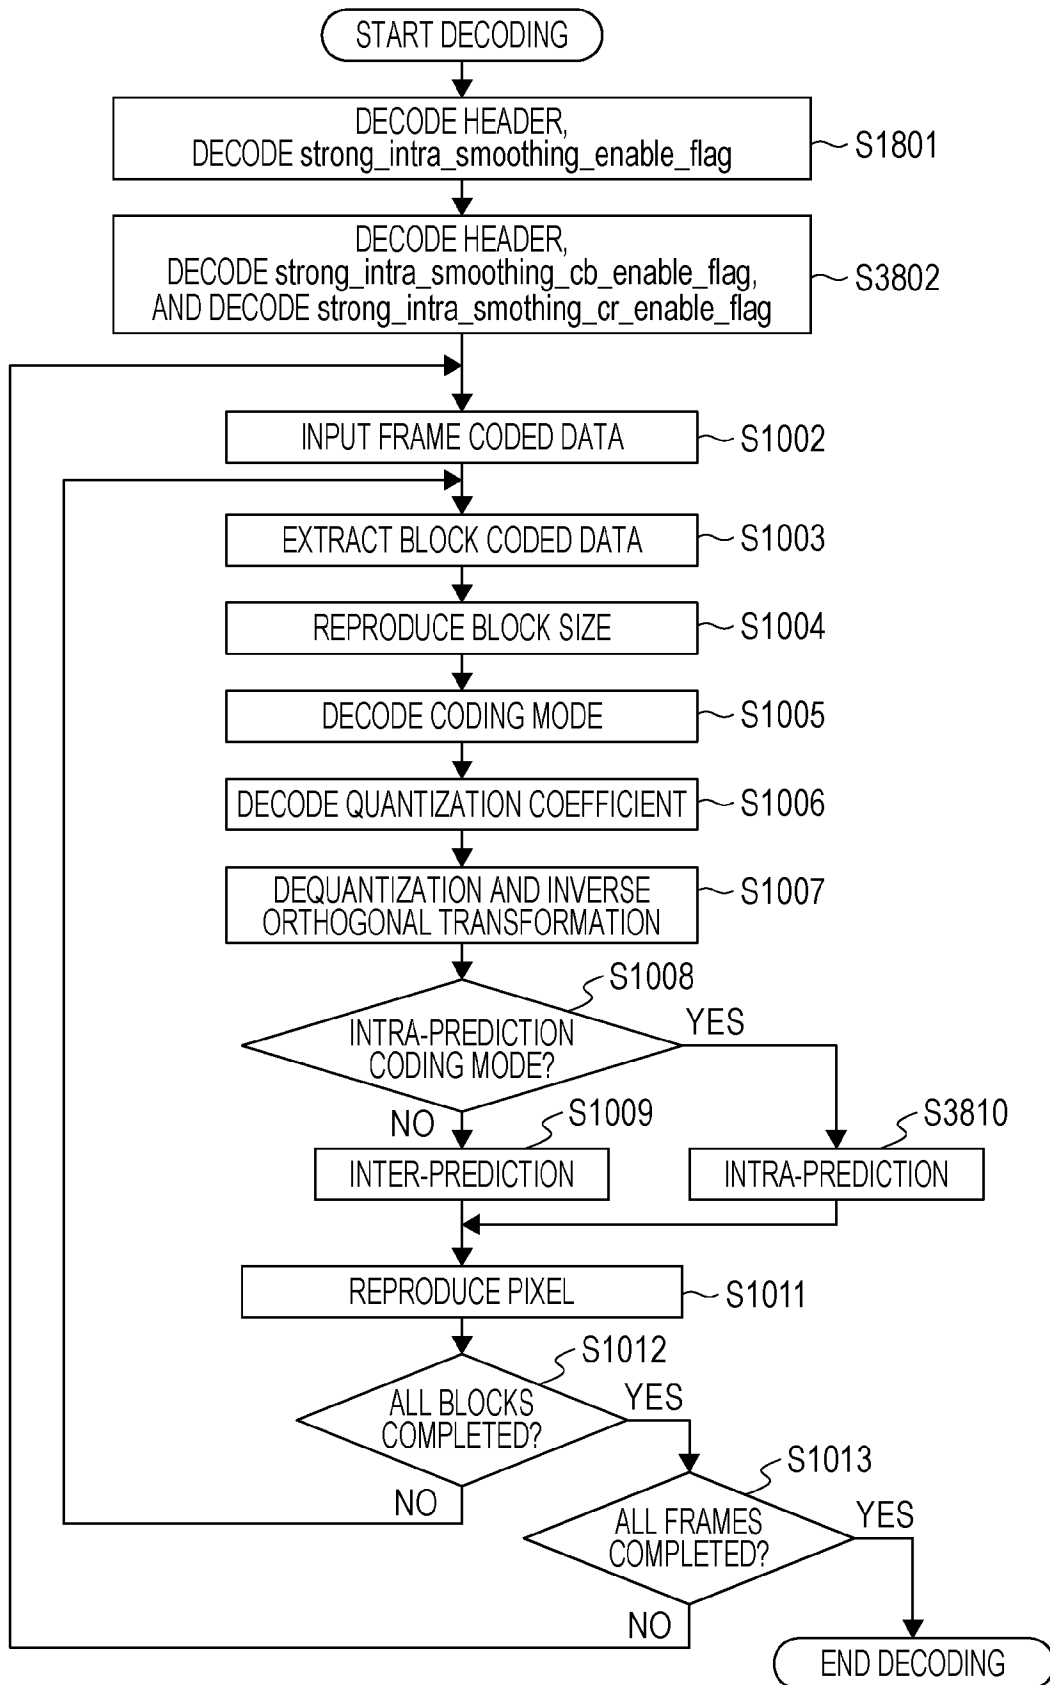 START DECODING
DECODE HEADER,
DECODE strong_intra_smoothing_enable_flag
S1801
DECODE HEADER,
DECODE strong_intra_smoothing_cb_enable_flag,
AND DECODE strong_intra_smothing_cr_enable_flag
S3802
INPUT FRAME CODED DATA
S1002
EXTRACT BLOCK CODED DATA
S1003
REPRODUCE BLOCK SIZE
S1004
DECODE CODING MODE
S1005
DECODE QUANTIZATION COEFFICIENT
S1006
DEQUANTIZATION AND INVERSE
ORTHOGONAL TRANSFORMATION
S1007
S1008
INTRA-PREDICTION
CODING MODE?
YES
NO
S1009
S3810
INTER-PREDICTION
INTRA-PREDICTION
REPRODUCE PIXEL
S1011
S1012
ALL BLOCKS
COMPLETED?
YES
NO
S1013
ALL FRAMES
COMPLETED?
YES
NO
END DECODING